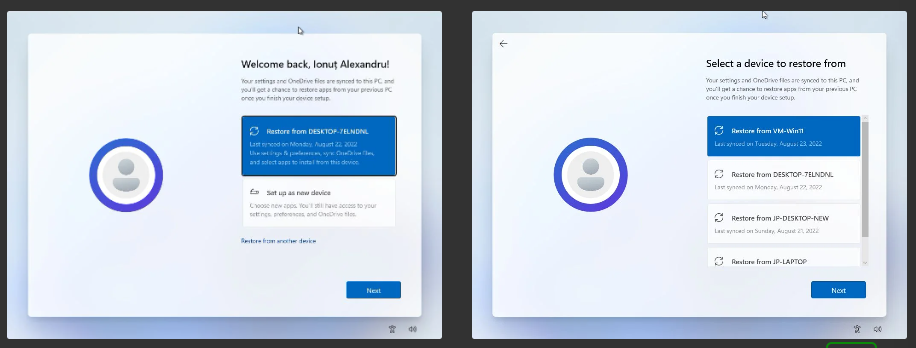 Welcome back, Ionuț Alexandru!
Your settings and OneDrive files are synced to this PC, and
you'll get a chance to restore apps from your previous PC
once you finish your device setup.
Restore from DESKTOP-7ELNDNL
Last synced on Monday, August 22, 2022
Use settings & preferences, sync OneDrive files,
and select apps to install from this device.
Set up as new device
Choose new apps. You'll still have access to your
settings, preferences, and OneDrive files.
Restore from another device
Next
Select a device to restore from
Your settings and OneDrive files are synced to this PC, and
you'll get a chance to restore apps from your previous PC
once you finish your device setup.
Restore from VM-Win11
Last synced on Tuesday, August 23, 2022
Restore from DESKTOP-7ELNDNL
Last synced on Monday, August 22, 2022
Restore from JP-DESKTOP-NEW
Last synced on Sunday, August 21, 2022
Restore from JP-LAPTOP
Next